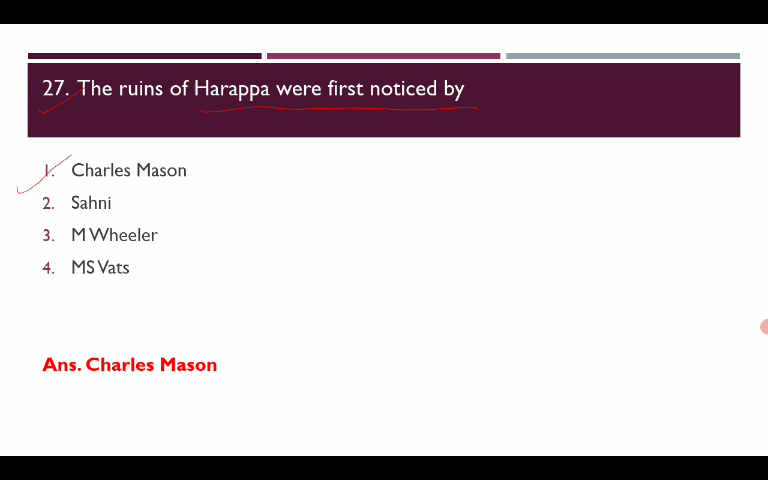 27. The ruins of Harappa were first noticed by
1. Charles Mason
2. Sahni
3. M Wheeler
4. MS Vats
Ans. Charles Mason